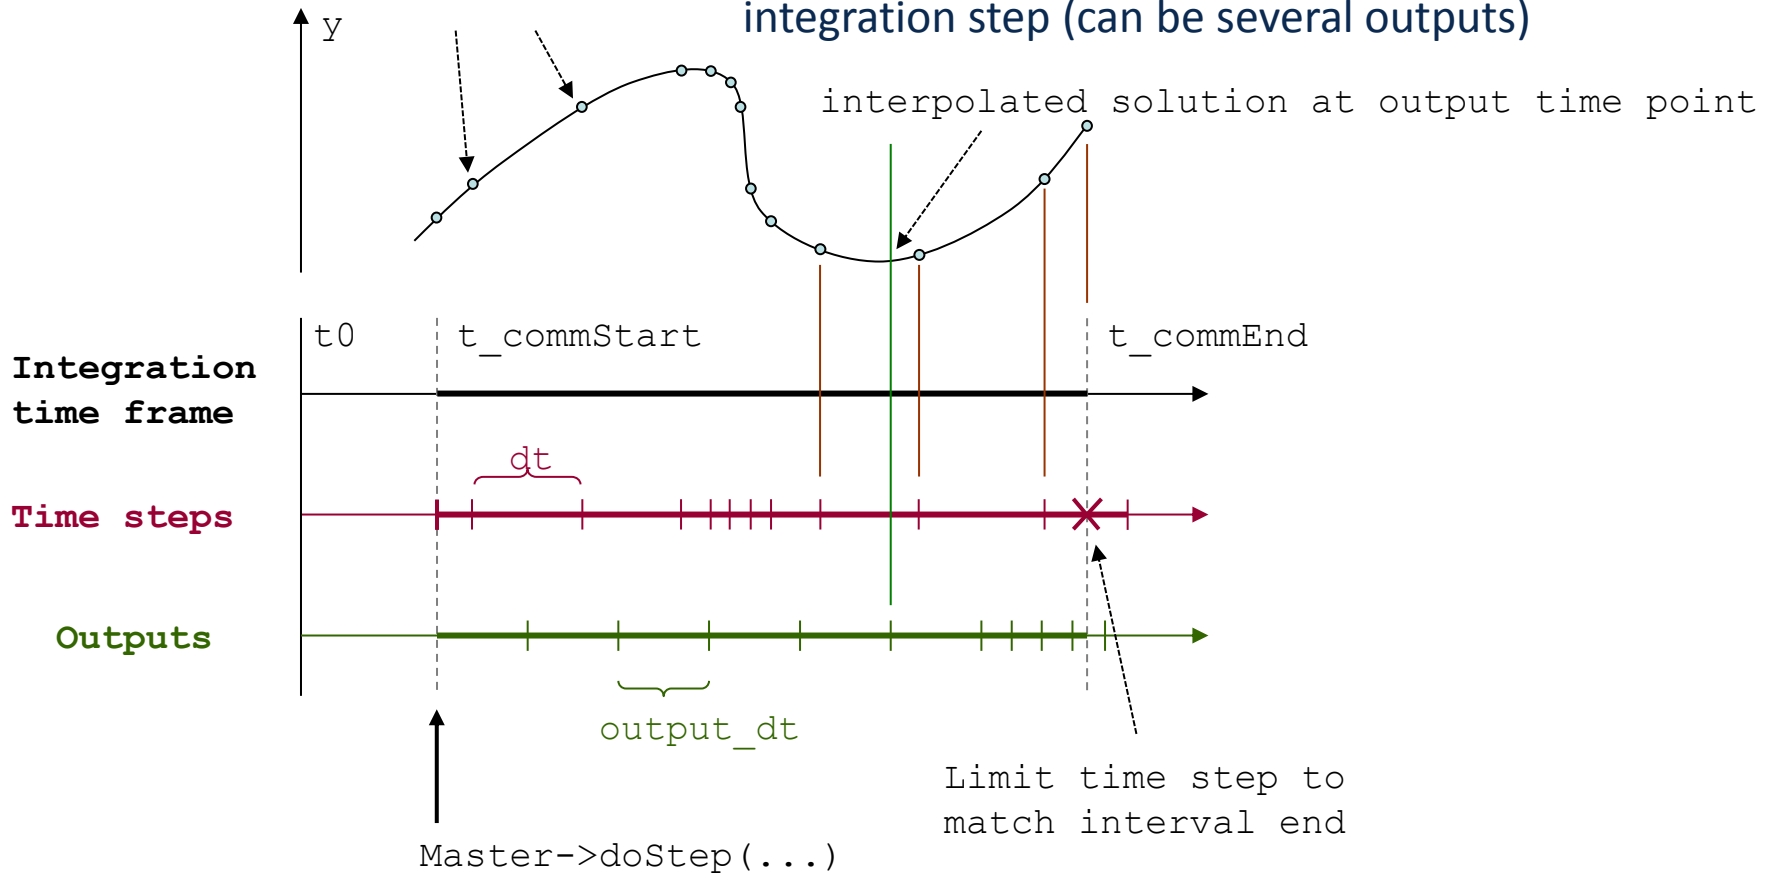 integration step (can be several outputs)
y
interpolated solution at output time point
t0
t_commStart
t_commEnd
Integration
time frame
dt
Time steps
Outputs
output_dt
Limit time step to
match interval end
Master->doStep(...)